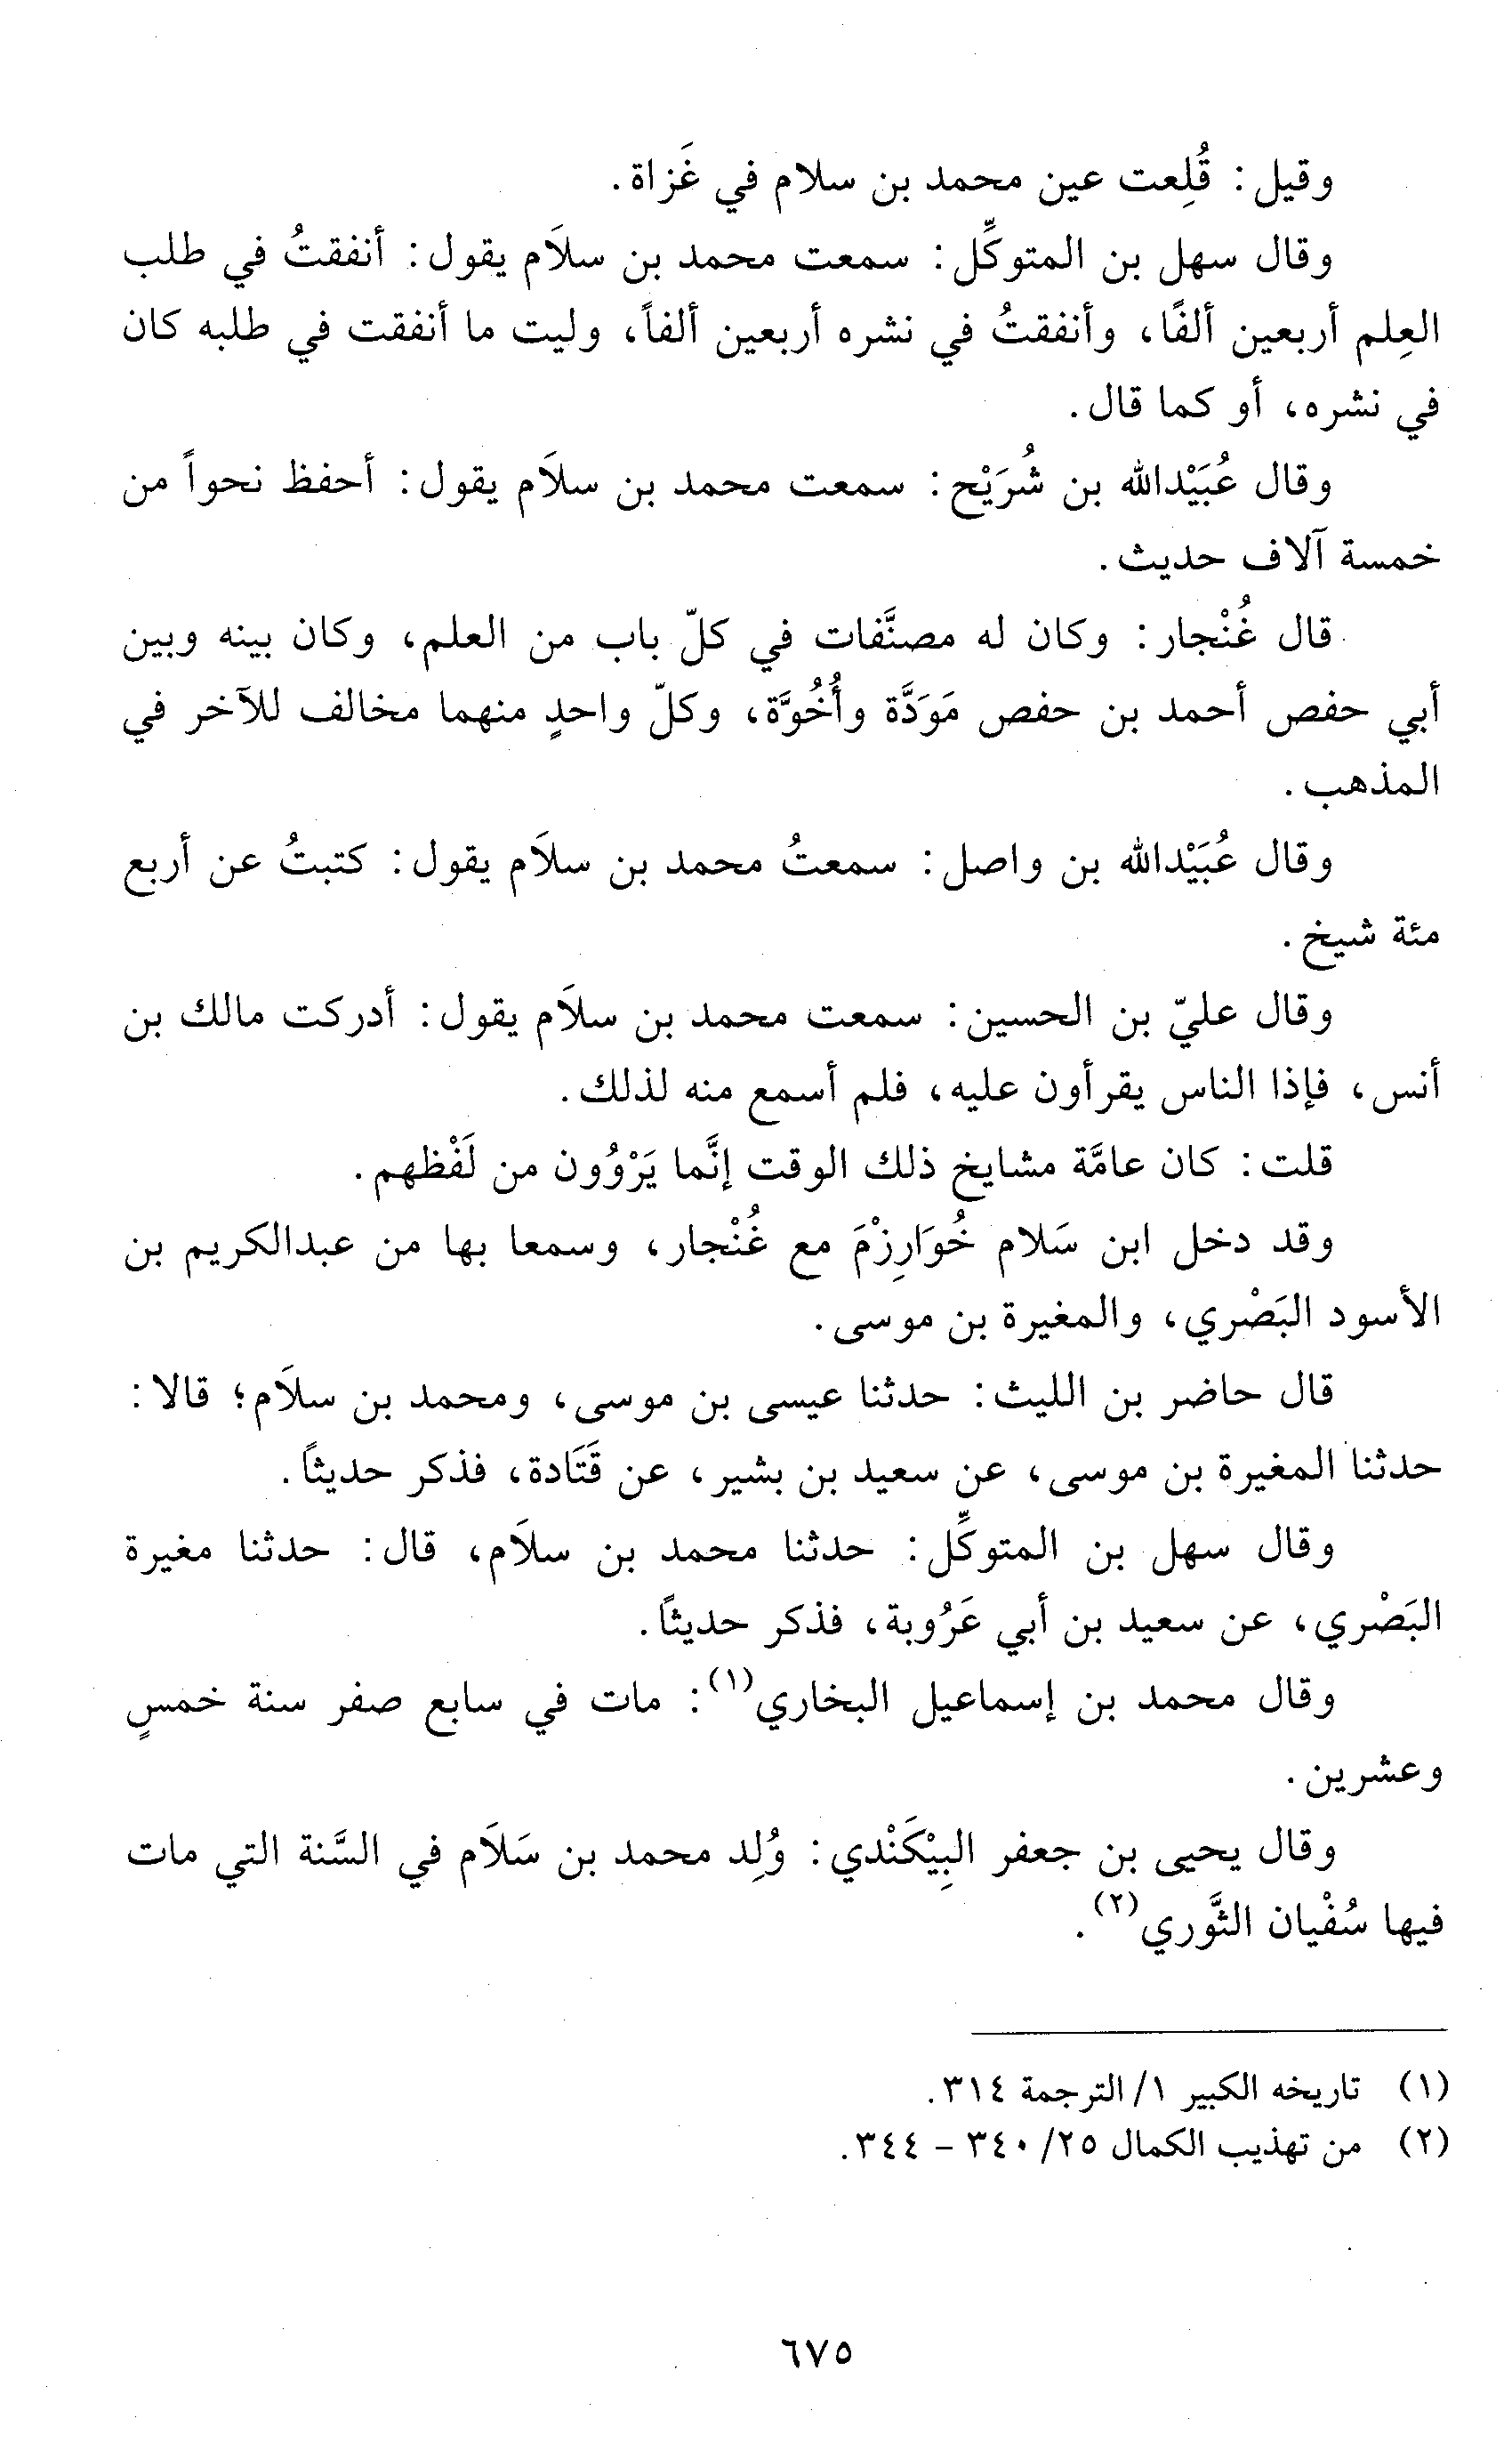 وقيل: قُلِعت عين محمد بن سلام في غَزاة.
وقال سهل بن المتوكِّل: سمعت محمد بن سلاَم يقول: أنفقتُ في طلب
العِلم أربعين ألفًا، وأنفقتُ في نشره أربعين ألفاً، وليت ما أنفقت في طلبه كان
في نشره، أو كما قال.
وقال عُبَيْدالله بن شُرَيْح: سمعت محمد بن سلاَم يقول: أحفظ نحواً من
خمسة آلاف حديث.
قال غُنْجار: وكان له مصنَّفات في كلّ باب من العلم، وكان بينه وبين
أبي حفص أحمد بن حفص مَوَدَّة وأُخُوَّة، وكلّ واحدٍ منهما مخالف للآخر في
المذهب.
وقال عُبَيْدالله بن واصل: سمعتُ محمد بن سلاَم يقول: كتبتُ عن أربع
مئة شيخ.
وقال عليّ بن الحسين: سمعت محمد بن سلاَم يقول: أدركت مالك بن
أنس، فإذا الناس يقرأون عليه، فلم أسمع منه لذلك.
قلت: كان عامَّة مشايخ ذلك الوقت إنَّما يَرْوُون من لَفْظهم.
وقد دخل ابن سَلام خُوَارِزْمَ مع غُنْجار، وسمعا بها من عبدالكريم بن
الأسود البَصْري، والمغيرة بن موسى.
قال حاضر بن الليث: حدثنا عيسى بن موسى، ومحمد بن سلاَم؛ قالا:
حدثنا المغيرة بن موسى، عن سعيد بن بشير، عن قَتَادة، فذكر حديثاً.
وقال سهل بن المتوكِّل: حدثنا محمد بن سلاَم، قال: حدثنا مغيرة
البَصْري، عن سعيد بن أبي عَرُوبة، فذكر حديثاً.
وقال محمد بن إسماعيل البخاري(١): مات في سابع صفر سنة خمسٍ
وعشرين.
وقال يحيى بن جعفر البِيْكَنْدي: وُلِد محمد بن سَلاَم في السَّنة التي مات
فيها سُفْيان الثَّوري(٢).
(١) تاريخه الكبير ١/ الترجمة ٣١٤.
(٢) من تهذيب الكمال ٢٥/ ٣٤٠ - ٣٤٤.
٦٧٥